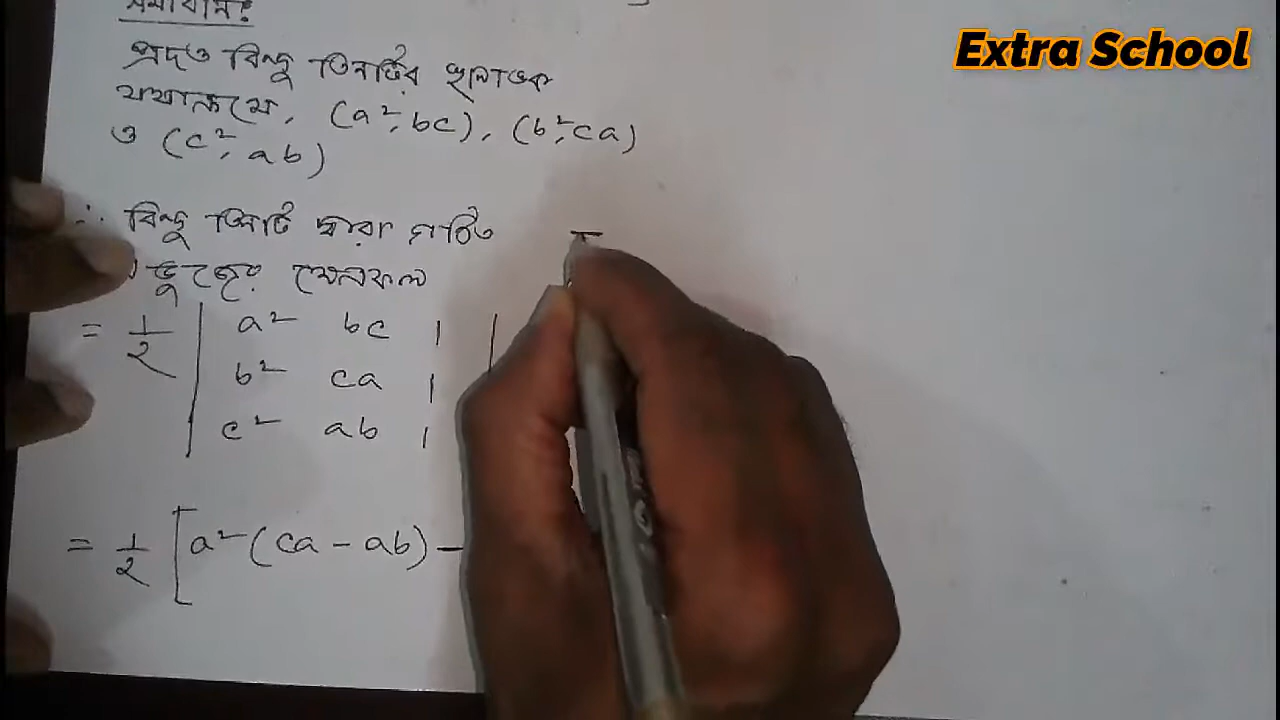 সমাধান:
Extra School
প্রদত্ত বিন্দু তিনটির স্থানাঙ্ক
যথাক্রমে, (a², bc), (b², ca)
ও (c², ab)
∴ বিন্দু তিনটি দ্বারা গঠিত
ভুজের ক্ষেত্রফল
= 1/2 | a² bc 1 |
b² ca 1
c² ab 1
= 1/2 [a²(ca - ab) -